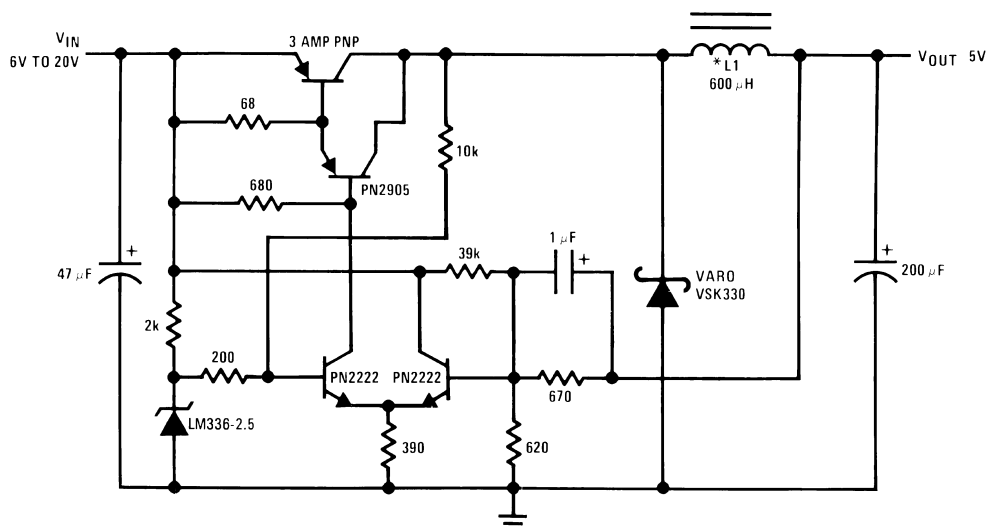 V_IN
6V TO 20V
3 AMP PNP
*L1
600 μH
V_OUT 5V
68
10k
PN2905
680
1 μF
+
39k
+
47 μF
VARO
VSK330
+
200 μF
2k
200
PN2222
PN2222
670
LM336-2.5
390
620